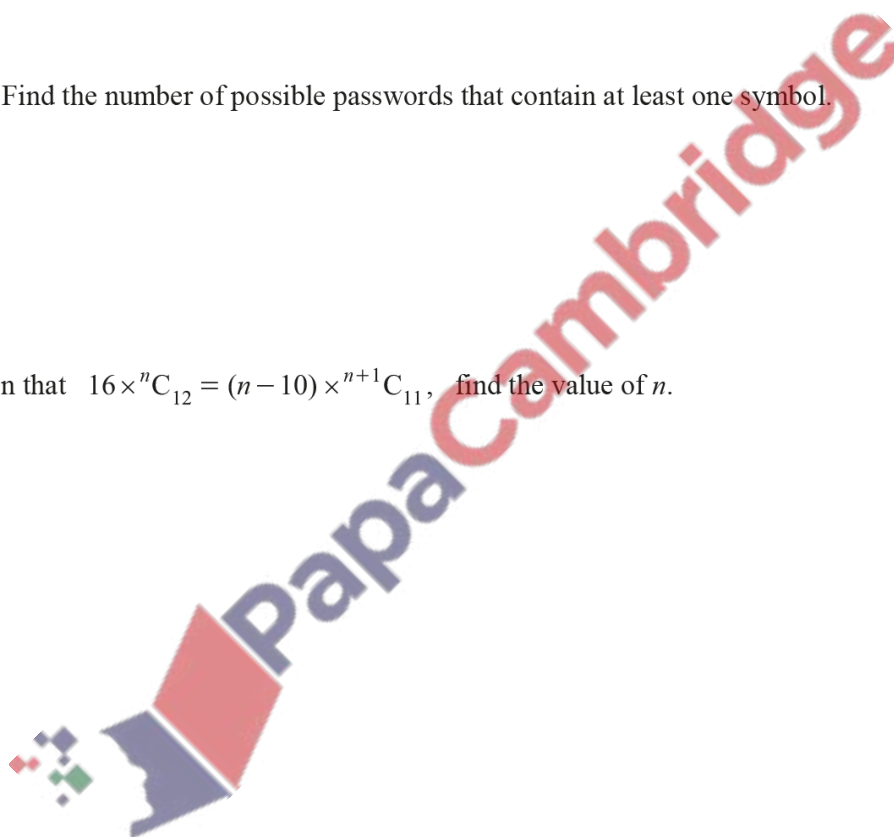 Find the number of possible passwords that contain at least one symbol.
n that 16 × ⁿC₁₂ = (n − 10) × ⁿ⁺¹C₁₁, find the value of n.
PapaCambridge